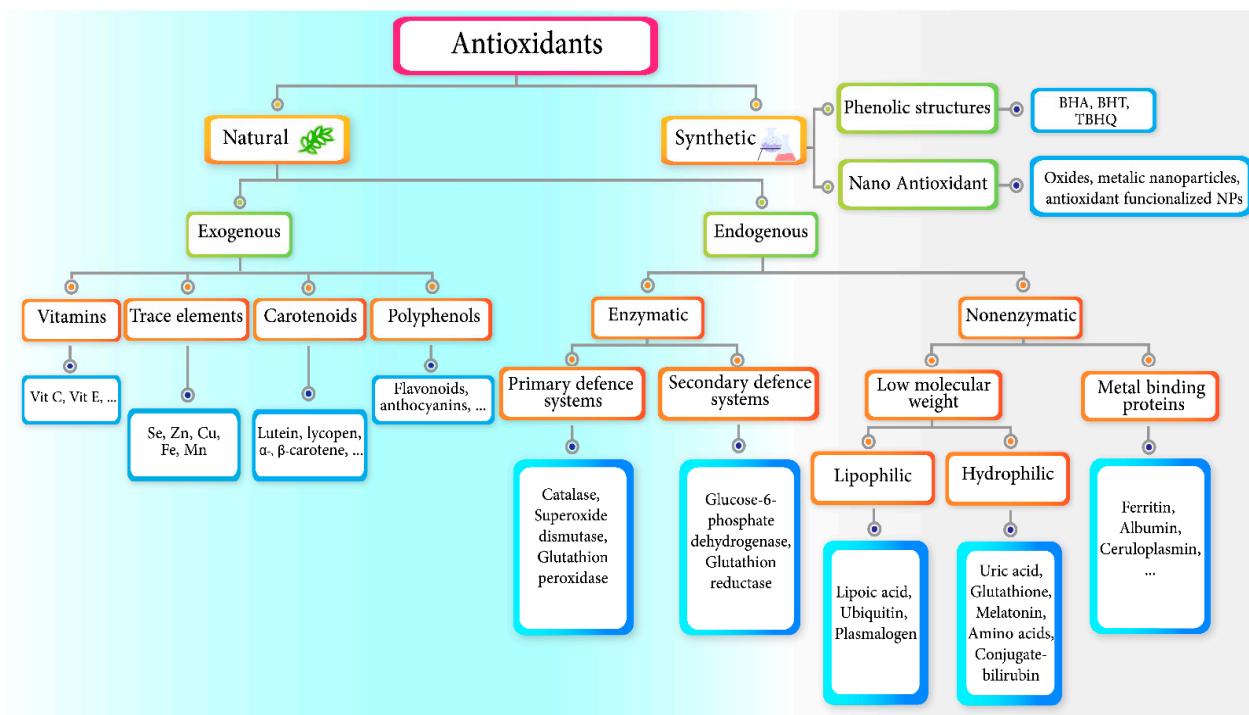 Antioxidants
Natural
Synthetic
Phenolic structures
BHA, BHT,
TBHQ
Nano Antioxidant
Oxides, metalic nanoparticles,
antioxidant funcionalized NPs
Exogenous
Endogenous
Vitamins
Trace elements
Carotenoids
Polyphenols
Enzymatic
Nonenzymatic
Vit C, Vit E, ...
Se, Zn, Cu,
Fe, Mn
Lutein, lycopen,
α-, β-carotene, ...
Flavonoids,
anthocyanins, ...
Primary defence
systems
Secondary defence
systems
Low molecular
weight
Metal binding
proteins
Lipophilic
Hydrophilic
Catalase,
Superoxide
dismutase,
Glutathion
peroxidase
Glucose-6-
phosphate
dehydrogenase,
Glutathion
reductase
Lipoic acid,
Ubiquitin,
Plasmalogen
Uric acid,
Glutathione,
Melatonin,
Amino acids,
Conjugate-
bilirubin
Ferritin,
Albumin,
Ceruloplasmin,
...